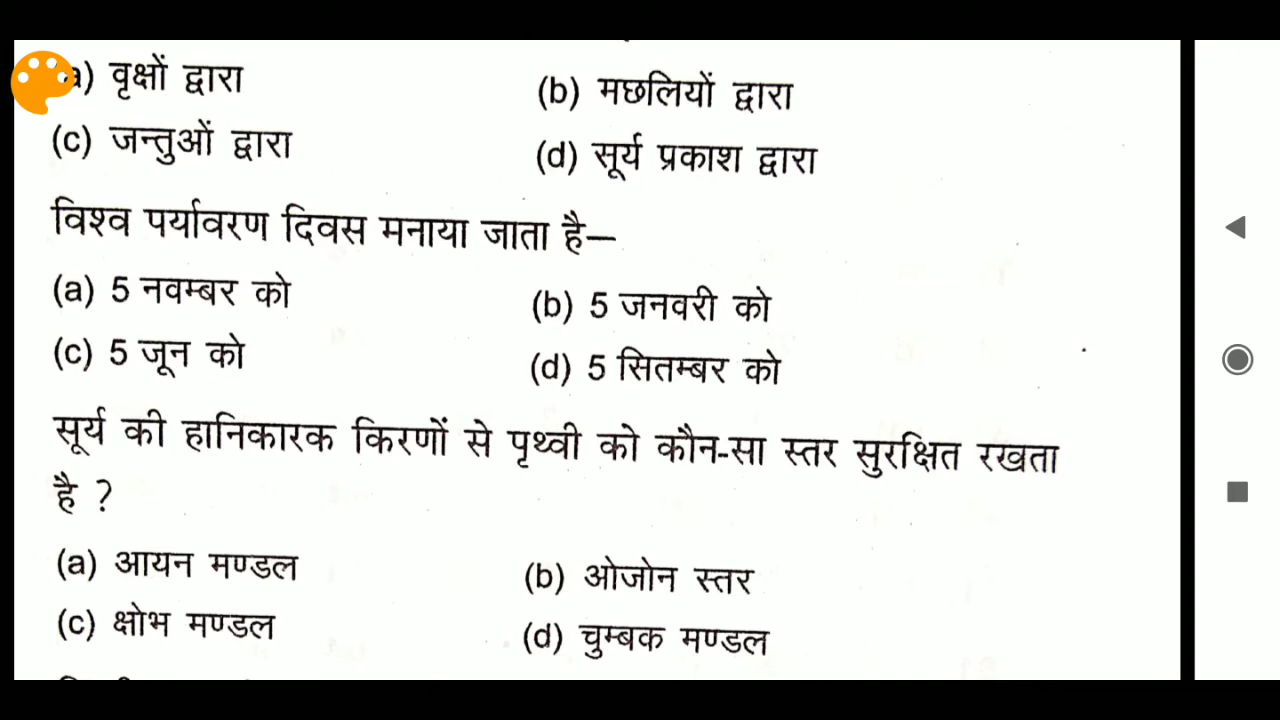 a) वृक्षों द्वारा (b) मछलियों द्वारा
(c) जन्तुओं द्वारा (d) सूर्य प्रकाश द्वारा
विश्व पर्यावरण दिवस मनाया जाता है—
(a) 5 नवम्बर को (b) 5 जनवरी को
(c) 5 जून को (d) 5 सितम्बर को
सूर्य की हानिकारक किरणों से पृथ्वी को कौन-सा स्तर सुरक्षित रखता
है ?
(a) आयन मण्डल (b) ओजोन स्तर
(c) क्षोभ मण्डल (d) चुम्बक मण्डल